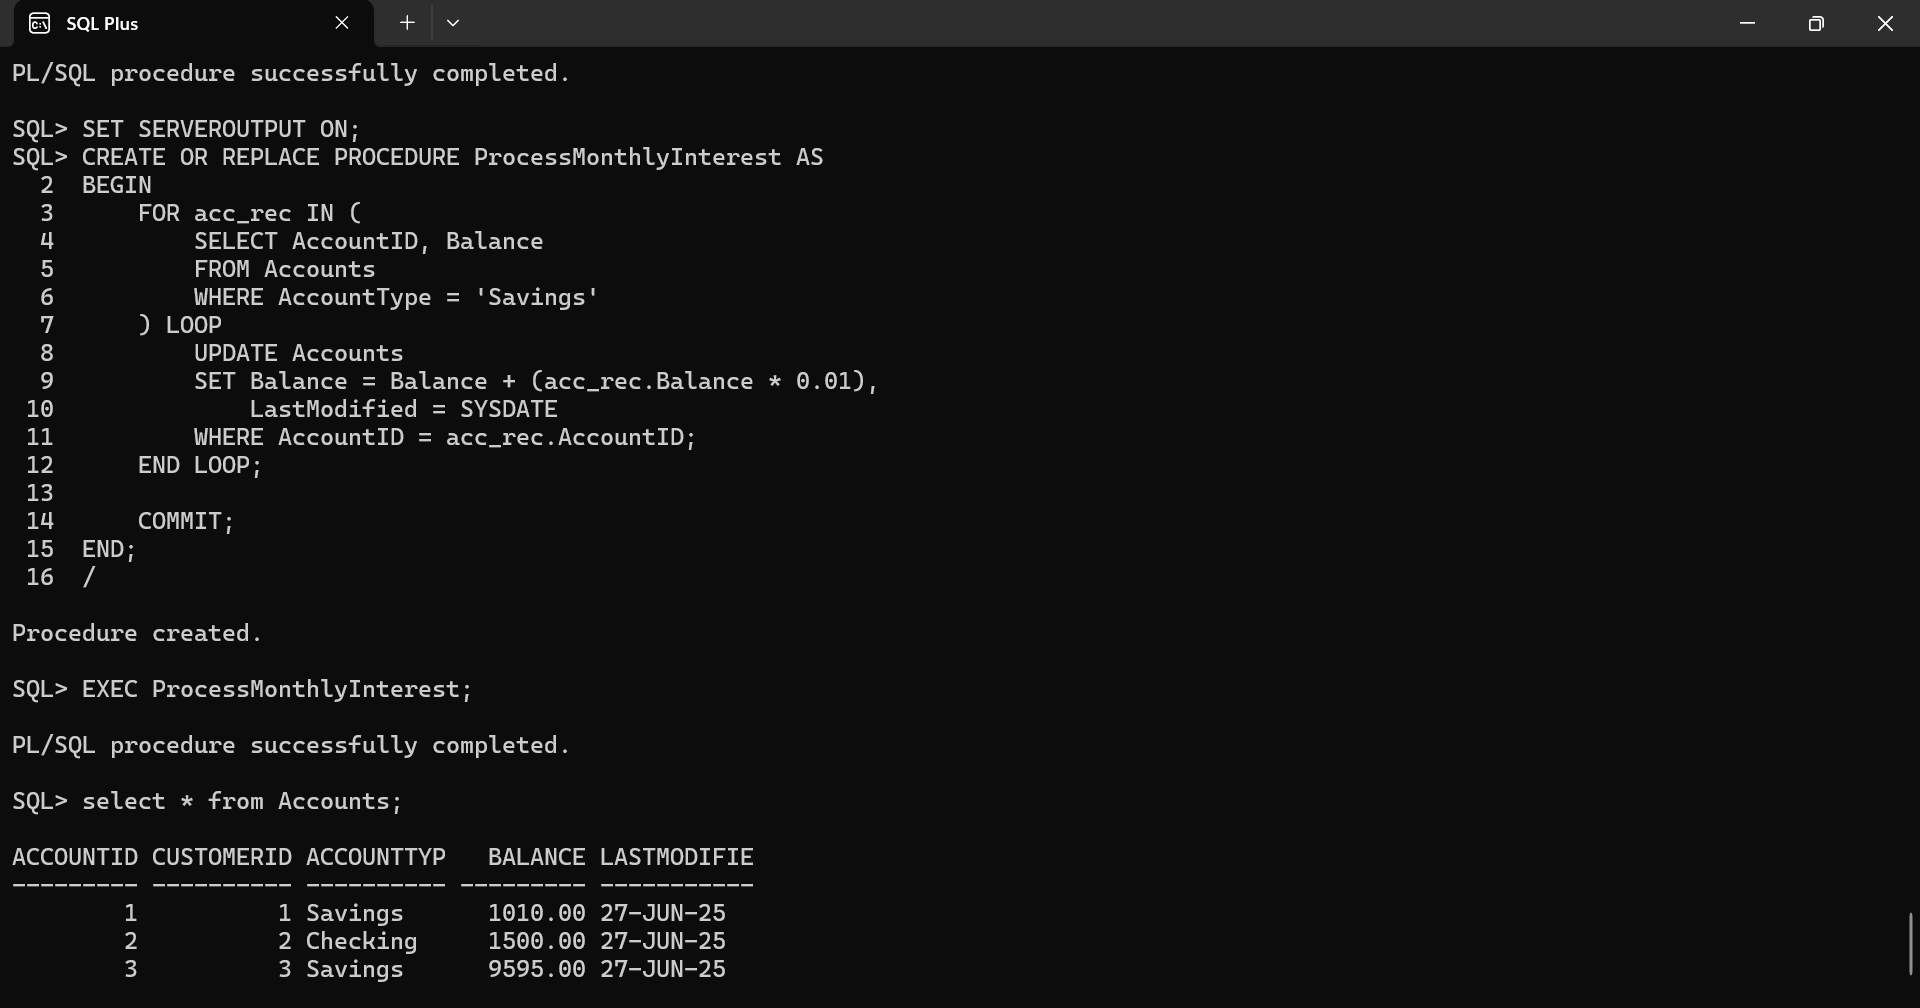 SQL Plus
PL/SQL procedure successfully completed.
SQL> SET SERVEROUTPUT ON;
SQL> CREATE OR REPLACE PROCEDURE ProcessMonthlyInterest AS
  2  BEGIN
  3      FOR acc_rec IN (
  4          SELECT AccountID, Balance
  5          FROM Accounts
  6          WHERE AccountType = 'Savings'
  7      ) LOOP
  8          UPDATE Accounts
  9          SET Balance = Balance + (acc_rec.Balance * 0.01),
 10              LastModified = SYSDATE
 11          WHERE AccountID = acc_rec.AccountID;
 12      END LOOP;
 13
 14      COMMIT;
 15  END;
 16  /
Procedure created.
SQL> EXEC ProcessMonthlyInterest;
PL/SQL procedure successfully completed.
SQL> select * from Accounts;
ACCOUNTID CUSTOMERID ACCOUNTTYP   BALANCE LASTMODIFIE
--------- ---------- ---------- --------- -----------
        1          1 Savings      1010.00 27-JUN-25
        2          2 Checking     1500.00 27-JUN-25
        3          3 Savings      9595.00 27-JUN-25